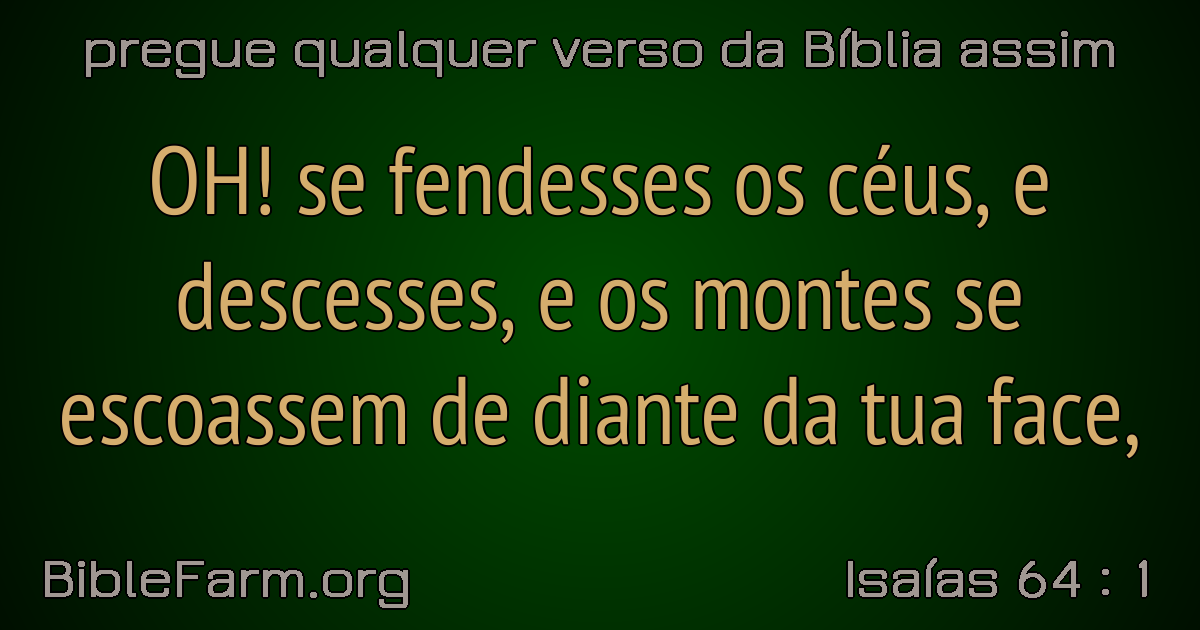 pregue qualquer verso da Bíblia assim
OH! se fendesses os céus, e
descesses, e os montes se
escoassem de diante da tua face,
BibleFarm.org
Isaías 64 : 1